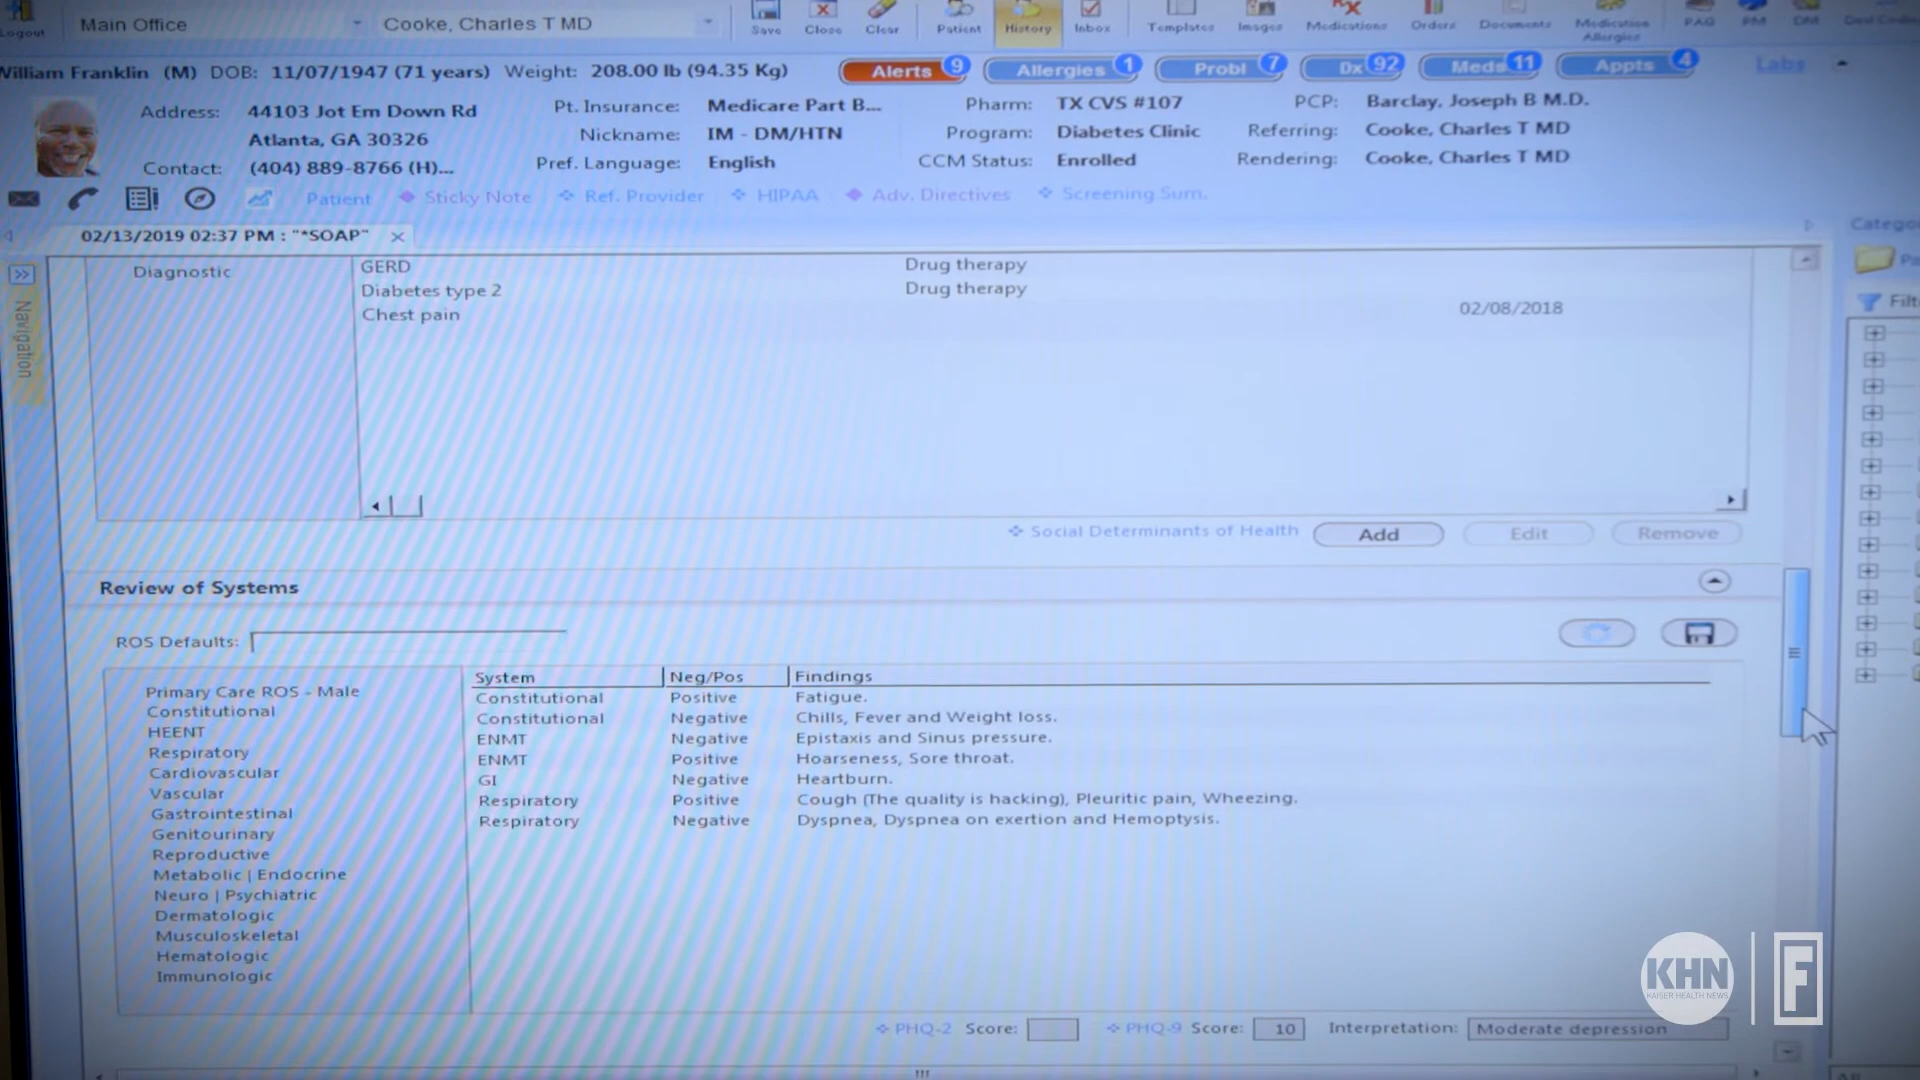 Logout Main Office Cooke, Charles T MD Save Close Clear Patient History Inbox Templates Images Medications Orders Documents Medication Allergies PAQ PM
William Franklin (M) DOB: 11/07/1947 (71 years) Weight: 208.00 lb (94.35 Kg) Alerts 9 Allergies 1 Probl 7 Dx 92 Meds 11 Appts 4 Labs
Address: 44103 Jot Em Down Rd Pt. Insurance: Medicare Part B... Pharm: TX CVS #107 PCP: Barclay, Joseph B M.D.
Atlanta, GA 30326 Nickname: IM - DM/HTN Program: Diabetes Clinic Referring: Cooke, Charles T MD
Contact: (404) 889-8766 (H)... Pref. Language: English CCM Status: Enrolled Rendering: Cooke, Charles T MD
Patient Sticky Note Ref. Provider HIPAA Adv. Directives Screening Sum.
02/13/2019 02:37 PM : "*SOAP"
Navigation
Diagnostic GERD Drug therapy
Diabetes type 2 Drug therapy
Chest pain 02/08/2018
Social Determinants of Health Add Edit Remove
Review of Systems
ROS Defaults:
System Neg/Pos Findings
Constitutional Positive Fatigue.
Constitutional Negative Chills, Fever and Weight loss.
ENMT Negative Epistaxis and Sinus pressure.
ENMT Positive Hoarseness, Sore throat.
GI Negative Heartburn.
Respiratory Positive Cough (The quality is hacking), Pleuritic pain, Wheezing.
Respiratory Negative Dyspnea, Dyspnea on exertion and Hemoptysis.
Primary Care ROS - Male
Constitutional
HEENT
Respiratory
Cardiovascular
Vascular
Gastrointestinal
Genitourinary
Reproductive
Metabolic | Endocrine
Neuro | Psychiatric
Dermatologic
Musculoskeletal
Hematologic
Immunologic
PHQ-2 Score: PHQ-9 Score: 10 Interpretation: Moderate depression
KHN
KAISER HEALTH NEWS
F